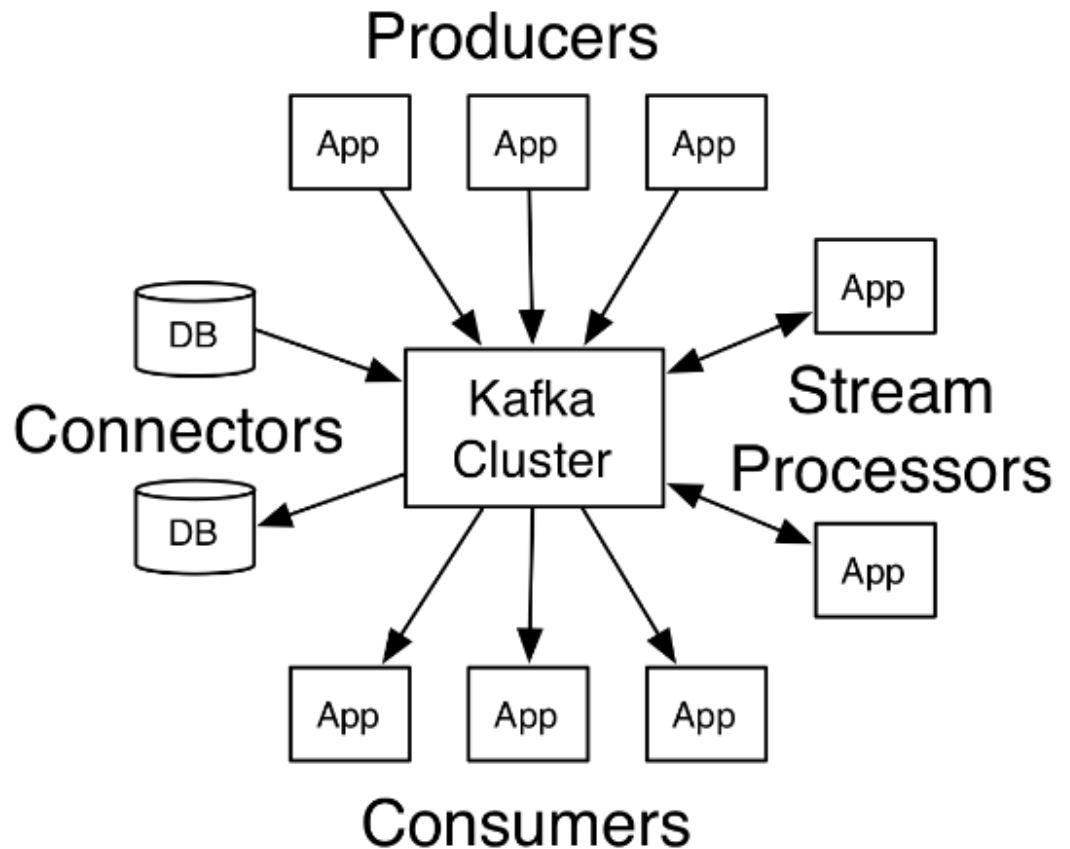 Producers
App
App
App
App
DB
Kafka
Cluster
Stream
Processors
Connectors
DB
App
App
App
App
Consumers